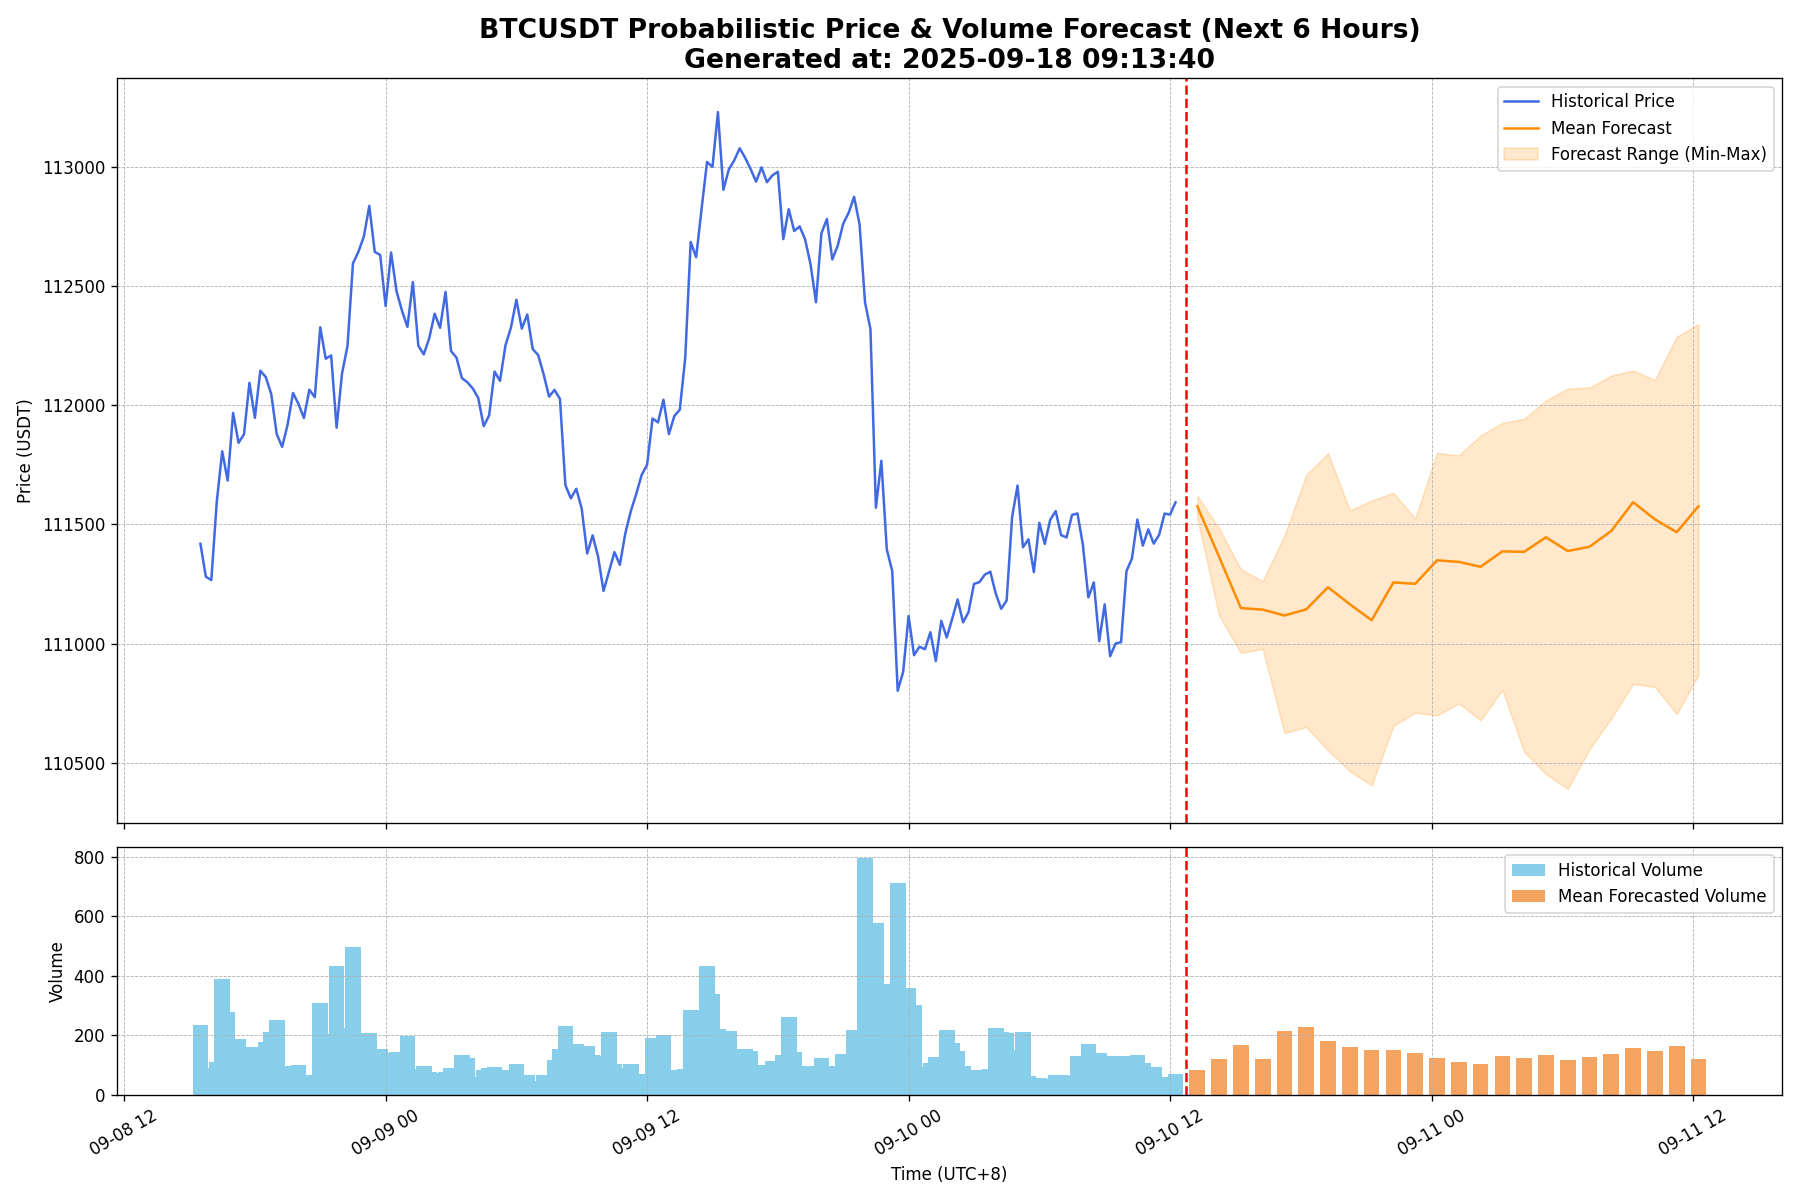 BTCUSDT Probabilistic Price & Volume Forecast (Next 6 Hours)
Generated at: 2025-09-18 09:13:40
Historical Price
Mean Forecast
Forecast Range (Min-Max)
113000
112500
112000
111500
111000
110500
Price (USDT)
Historical Volume
Mean Forecasted Volume
800
600
400
200
0
Volume
09-08 12
09-09 00
09-09 12
09-10 00
09-10 12
09-11 00
09-11 12
Time (UTC+8)